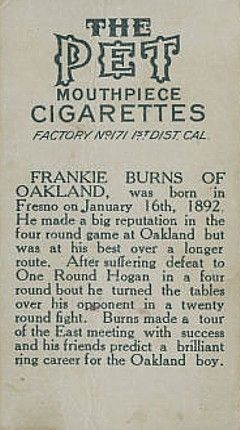 THE
PET
MOUTHPIECE
CIGARETTES
FACTORY Nº 171 1ST. DIST. CAL.
FRANKIE BURNS OF
OAKLAND, was born in
Fresno on January 16th, 1892.
He made a big reputation in the
four round game at Oakland but
was at his best over a longer
route. After suffering defeat to
One Round Hogan in a four
round bout he turned the tables
over his opponent in a twenty
round fight. Burns made a tour
of the East meeting with success
and his friends predict a brilliant
ring career for the Oakland boy.